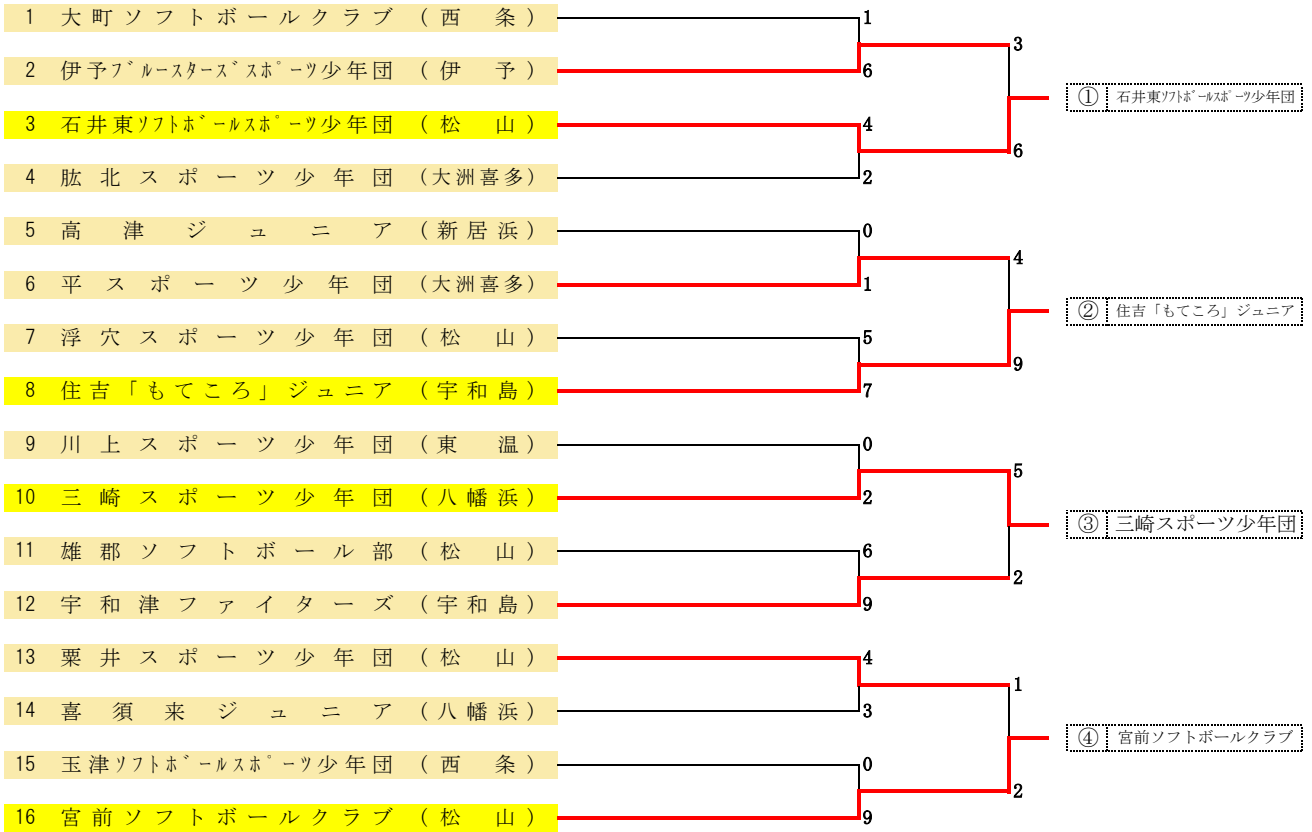 1 大町ソフトボールクラブ (西条) 1
3
2 伊予ブルースターズスポーツ少年団 (伊予) 6
① 石井東ソフトボールスポーツ少年団
3 石井東ソフトボールスポーツ少年団 (松山) 4
6
4 肱北スポーツ少年団 (大洲喜多) 2
5 高津ジュニア (新居浜) 0
4
6 平スポーツ少年団 (大洲喜多) 1
② 住吉「もてころ」ジュニア
7 浮穴スポーツ少年団 (松山) 5
9
8 住吉「もてころ」ジュニア (宇和島) 7
9 川上スポーツ少年団 (東温) 0
5
10 三崎スポーツ少年団 (八幡浜) 2
③ 三崎スポーツ少年団
11 雄郡ソフトボール部 (松山) 6
2
12 宇和津ファイターズ (宇和島) 9
13 粟井スポーツ少年団 (松山) 4
1
14 喜須来ジュニア (八幡浜) 3
④ 宮前ソフトボールクラブ
15 玉津ソフトボールスポーツ少年団 (西条) 0
2
16 宮前ソフトボールクラブ (松山) 9